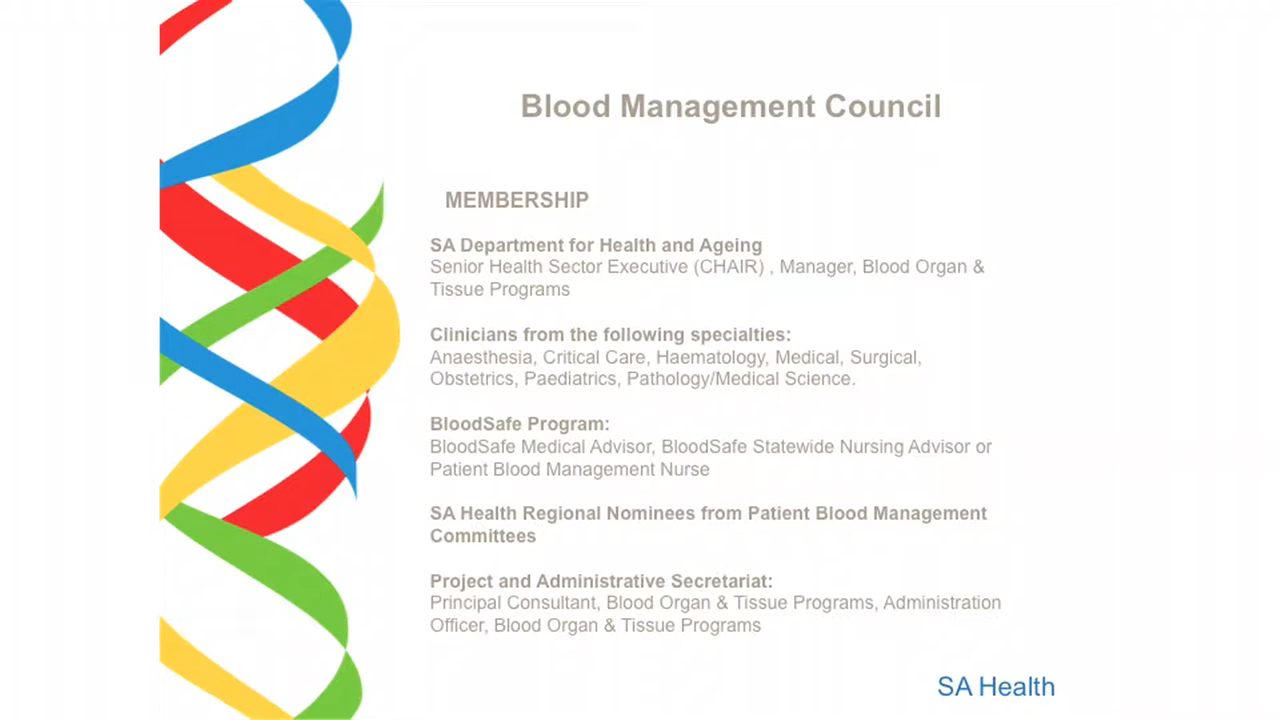 Blood Management Council
MEMBERSHIP
SA Department for Health and Ageing
Senior Health Sector Executive (CHAIR) , Manager, Blood Organ &
Tissue Programs
Clinicians from the following specialties:
Anaesthesia, Critical Care, Haematology, Medical, Surgical,
Obstetrics, Paediatrics, Pathology/Medical Science.
BloodSafe Program:
BloodSafe Medical Advisor, BloodSafe Statewide Nursing Advisor or
Patient Blood Management Nurse
SA Health Regional Nominees from Patient Blood Management
Committees
Project and Administrative Secretariat:
Principal Consultant, Blood Organ & Tissue Programs, Administration
Officer, Blood Organ & Tissue Programs
SA Health